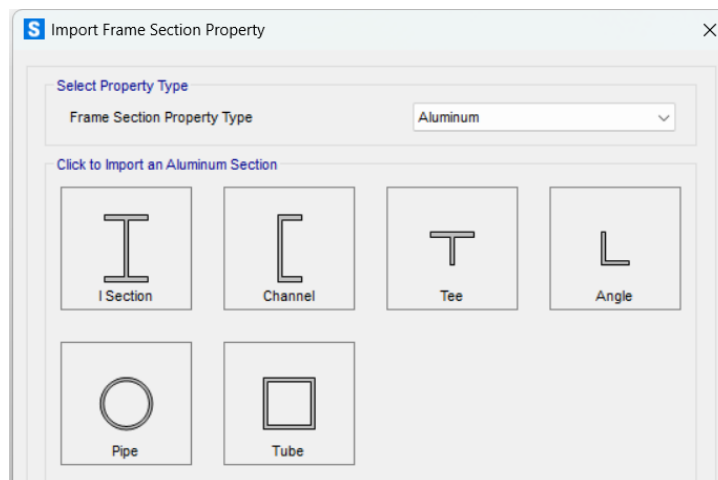 S Import Frame Section Property
Select Property Type
Frame Section Property Type Aluminum
Click to Import an Aluminum Section
I Section Channel Tee Angle
Pipe Tube